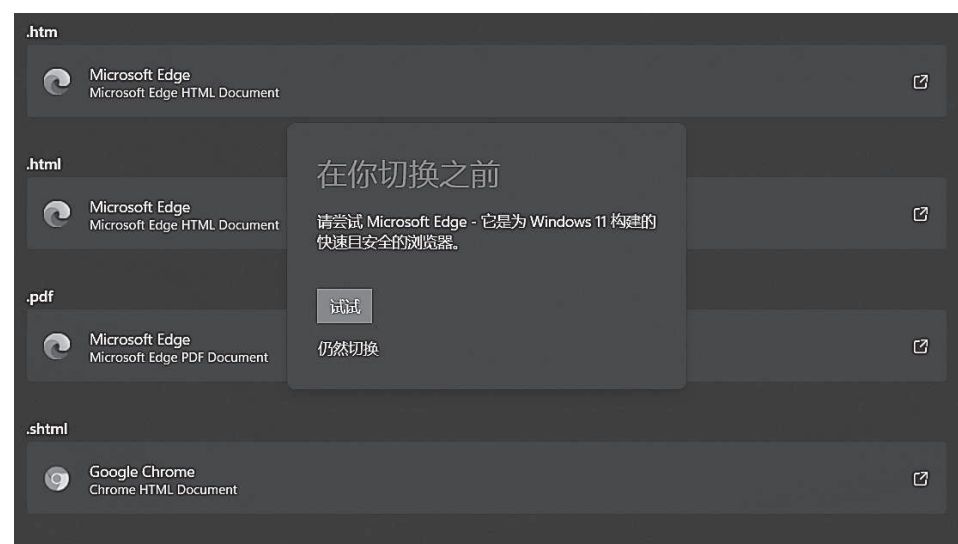 .htm
Microsoft Edge
Microsoft Edge HTML Document
.html
Microsoft Edge
Microsoft Edge HTML Document
.pdf
Microsoft Edge
Microsoft Edge PDF Document
.shtml
Google Chrome
Chrome HTML Document
在你切换之前
请尝试 Microsoft Edge - 它是为 Windows 11 构建的
快速且安全的浏览器。
试试
仍然切换